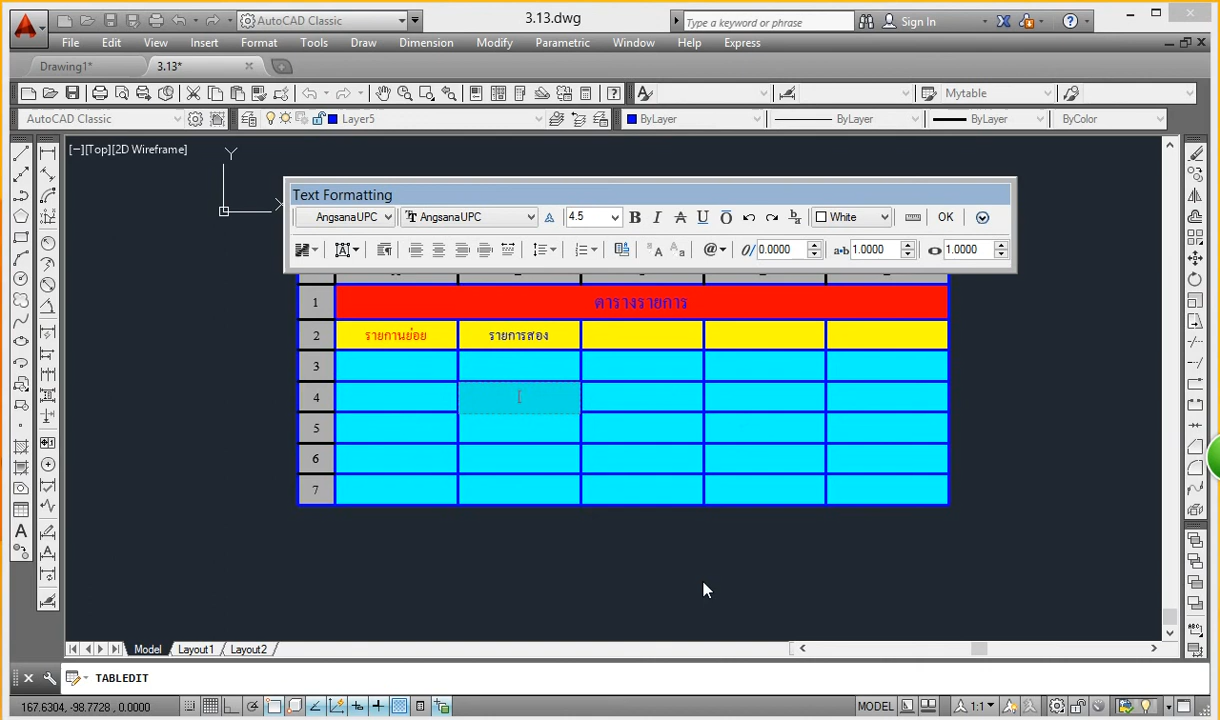 AutoCAD Classic
3.13.dwg
Type a keyword or phrase
Sign In
File Edit View Insert Format Tools Draw Dimension Modify Parametric Window Help Express
Drawing1*
3.13*
Mytable
AutoCAD Classic
Layer5
ByLayer
ByLayer
ByLayer
ByColor
[−][Top][2D Wireframe]
Y
X
Text Formatting
AngsanaUPC
AngsanaUPC
4.5
B I A U O
White
OK
@
0/ 0.0000
a·b 1.0000
1.0000
1 ตารางรายการ
2 รายกานย่อย รายการสอง
3
4
5
6
7
Model Layout1 Layout2
TABLEDIT
167.6304, -98.7728 , 0.0000
MODEL
1:1